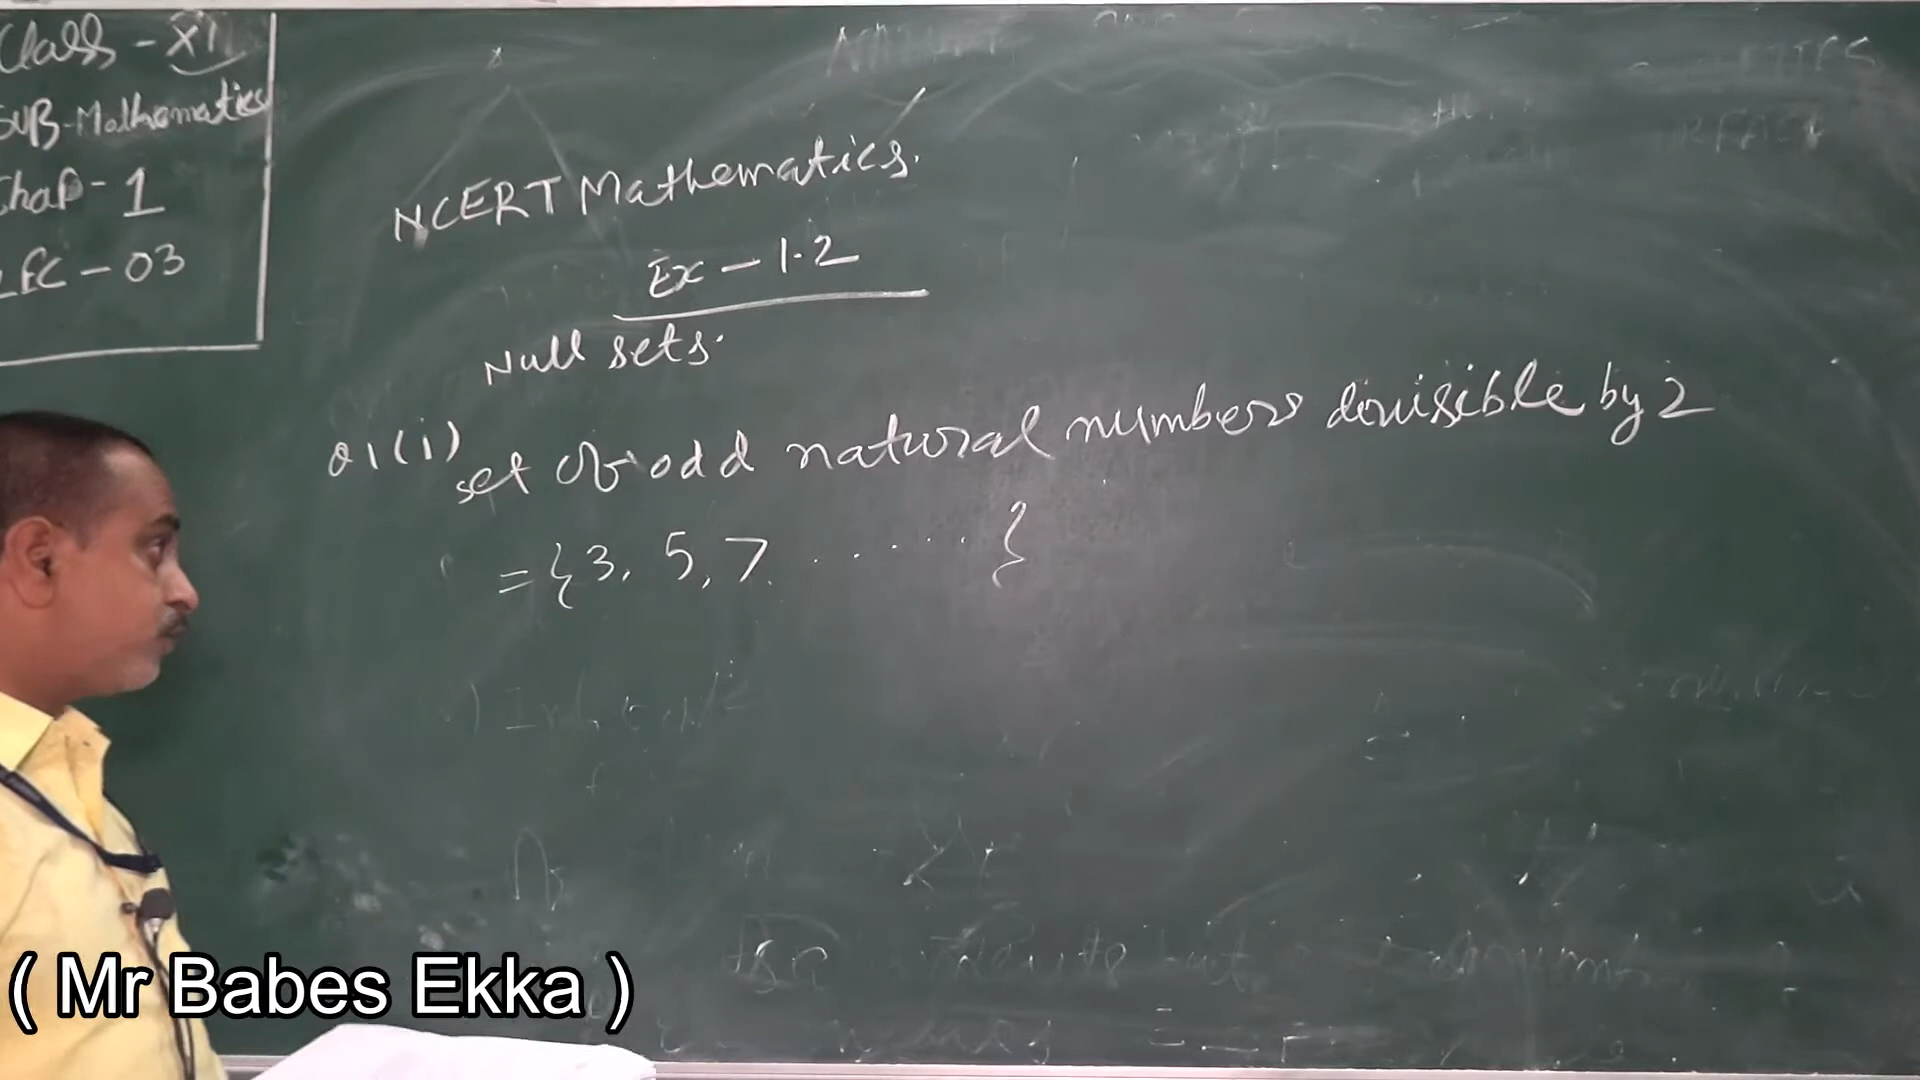 Class - XI
SUB-Mathematics
Chap - 1
LEC - 03
NCERT Mathematics.
Ex - 1.2
Null sets.
Q1(i) set of odd natural numbers divisible by 2
= {3, 5, 7 . . . . . . }
( Mr Babes Ekka )